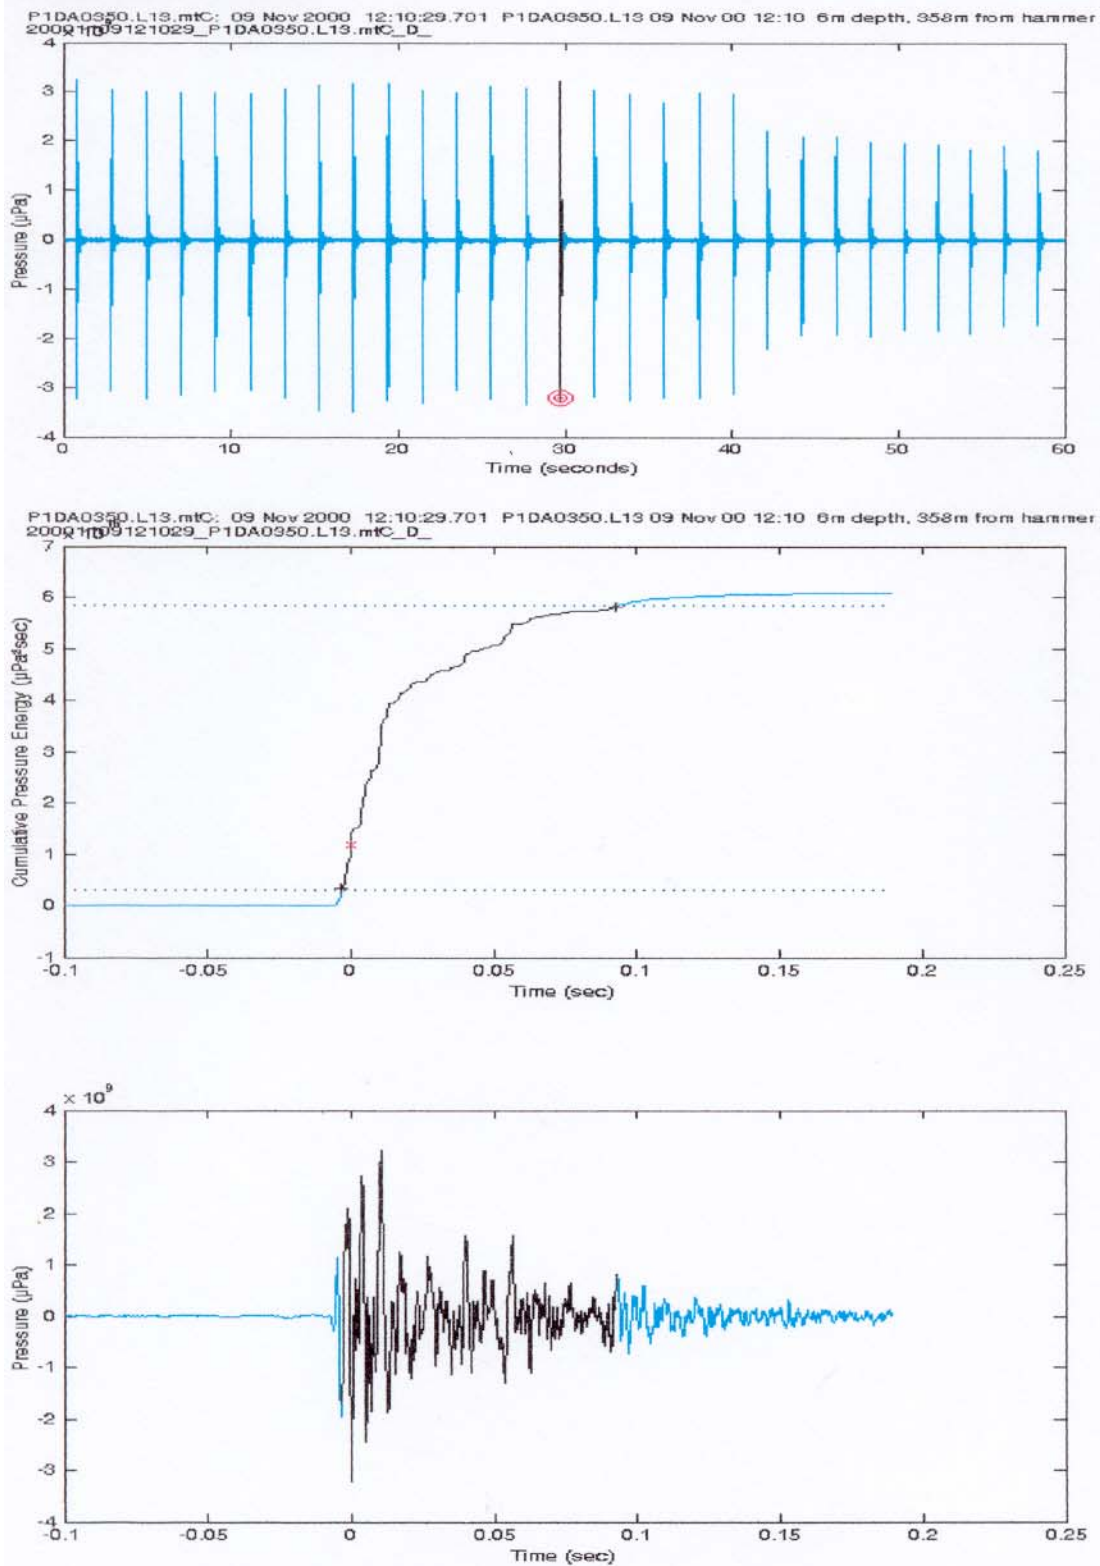 P1DA0350.L13.mtC: 09 Nov 2000 12:10:29.701 P1DA0350.L13 09 Nov 00 12:10 6m depth, 358m from hammer
P1DA0350.L13.mtC_D_
4
3
2
1
0
-1
-2
-3
-4
Pressure (µPa)
0 10 20 30 40 50 60
Time (seconds)
P1DA0350.L13.mtC: 09 Nov 2000 12:10:29.701 P1DA0350.L13 09 Nov 00 12:10 6m depth, 358m from hammer
P1DA0350.L13.mtC_D_
7
6
5
4
3
2
1
0
-1
Cumulative Pressure Energy (µPa²sec)
-0.1 -0.05 0 0.05 0.1 0.15 0.2 0.25
Time (sec)
× 10⁹
4
3
2
1
0
-1
-2
-3
-4
Pressure (µPa)
-0.1 -0.05 0 0.05 0.1 0.15 0.2 0.25
Time (sec)